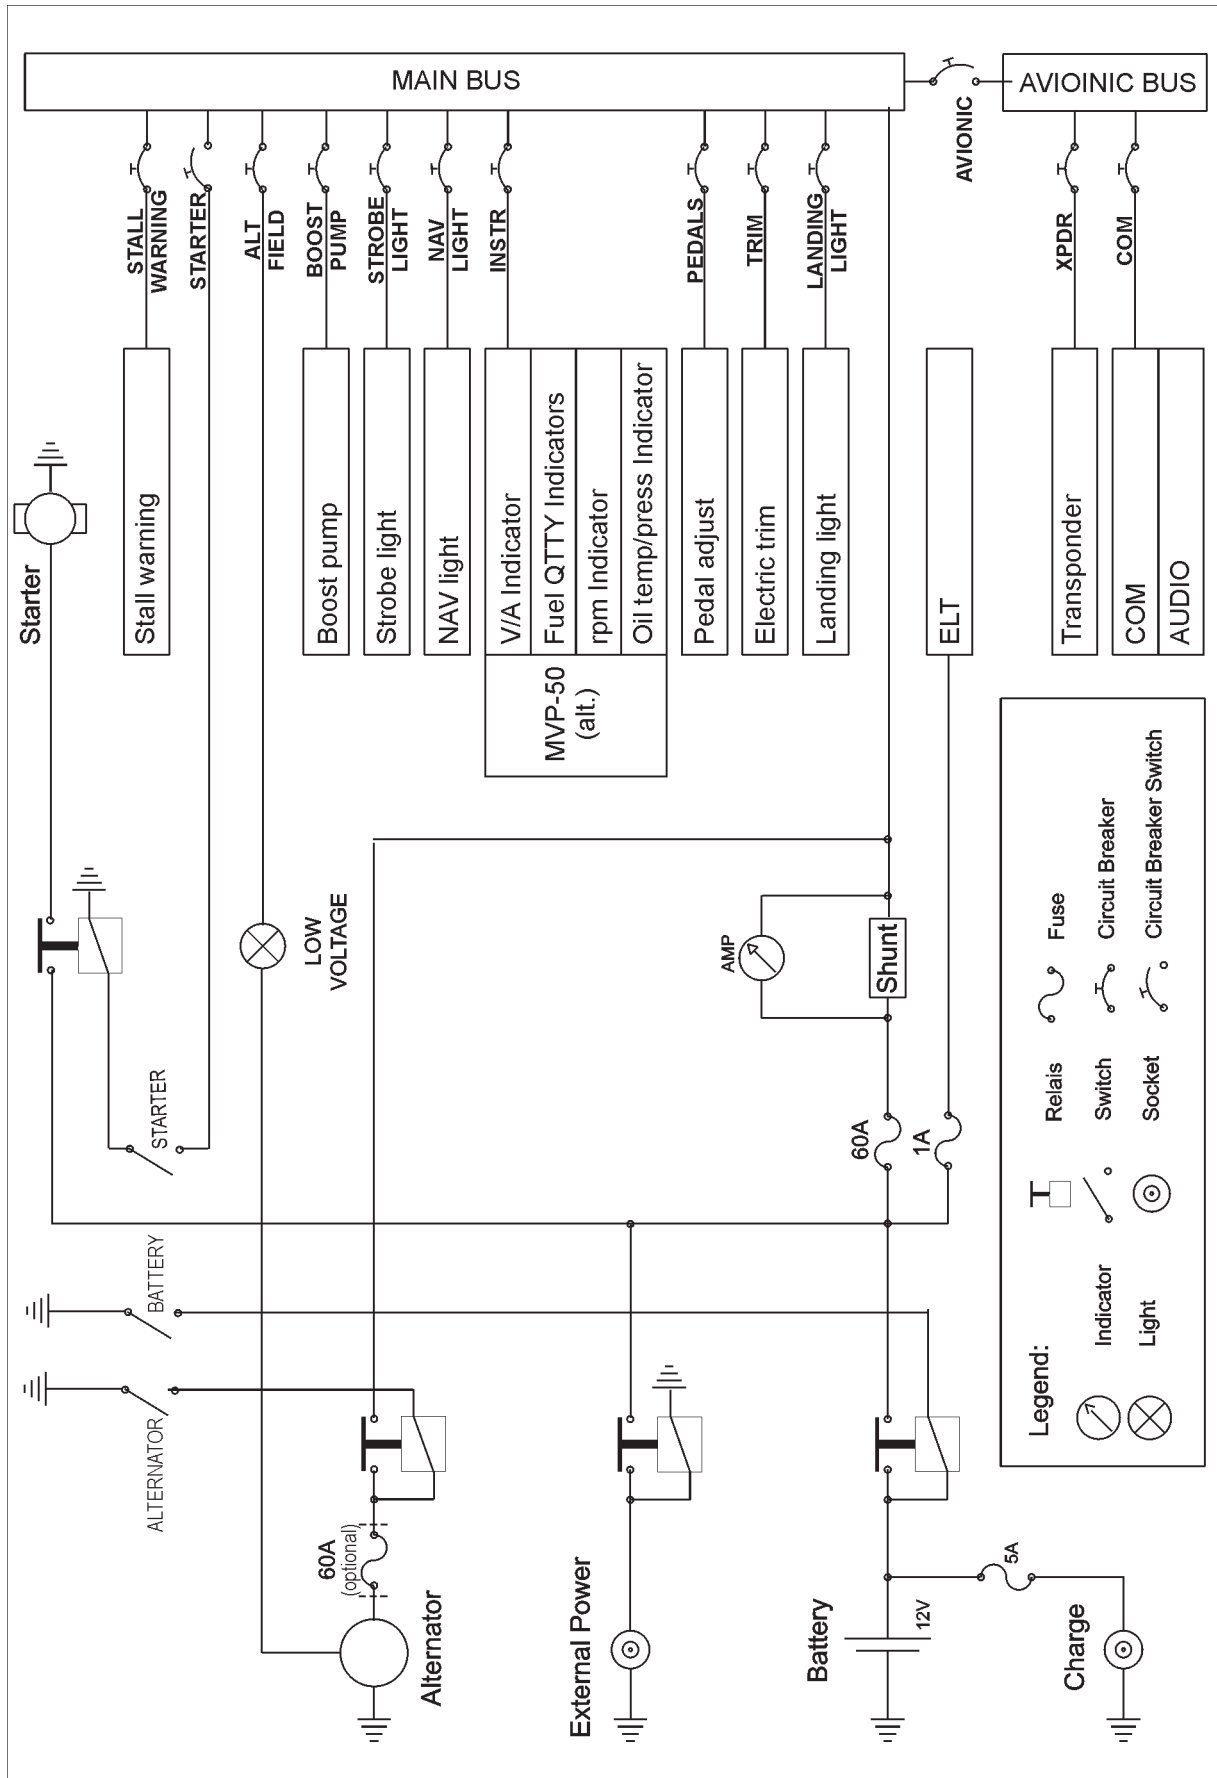 MAIN BUS
AVIOINIC BUS
AVIONIC
STALL
WARNING
STARTER
ALT
FIELD
BOOST
PUMP
STROBE
LIGHT
NAV
LIGHT
INSTR
PEDALS
TRIM
LANDING
LIGHT
XPDR
COM
Starter
Stall warning
Boost pump
Strobe light
NAV light
V/A Indicator
Fuel QTTY Indicators
rpm Indicator
Oil temp/press Indicator
MVP-50
(alt.)
Pedal adjust
Electric trim
Landing light
ELT
Transponder
COM
AUDIO
LOW
VOLTAGE
AMP
Shunt
STARTER
60A
1A
BATTERY
ALTERNATOR
60A
(optional)
Alternator
External Power
Battery
12V
5A
Charge
Legend:
Indicator
Light
Relais
Switch
Socket
Fuse
Circuit Breaker
Circuit Breaker Switch